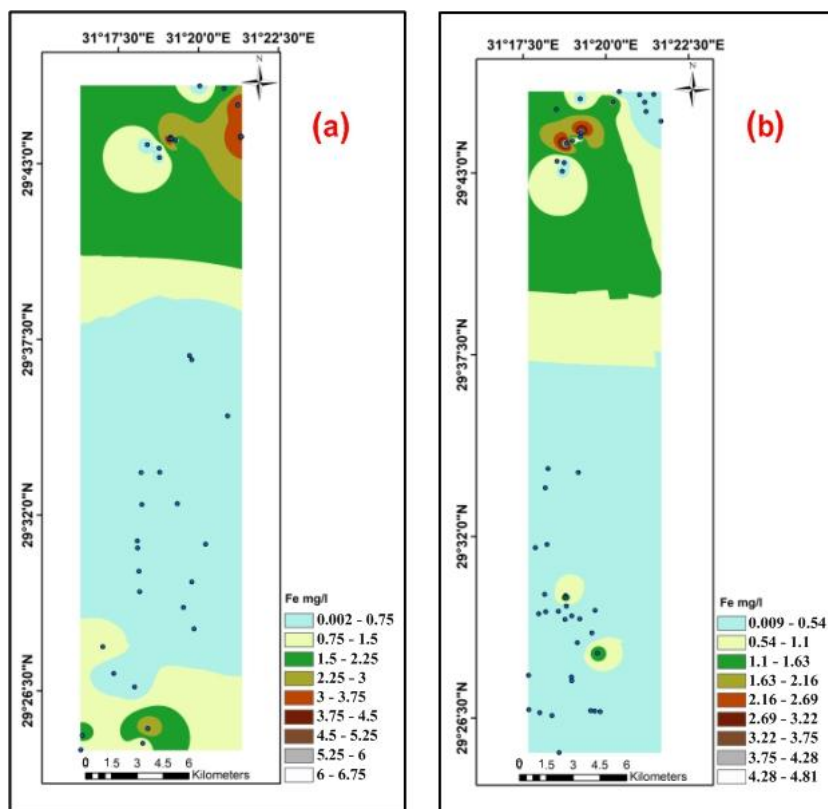 31°17'30"E 31°20'0"E 31°22'30"E
N
(a)
29°43'0"N
29°37'30"N
29°32'0"N
29°26'30"N
Fe mg/l
0.002 - 0.75
0.75 - 1.5
1.5 - 2.25
2.25 - 3
3 - 3.75
3.75 - 4.5
4.5 - 5.25
5.25 - 6
6 - 6.75
0 1.5 3 4.5 6
Kilometers
31°17'30"E 31°20'0"E 31°22'30"E
N
(b)
29°43'0"N
29°37'30"N
29°32'0"N
29°26'30"N
Fe mg/l
0.009 - 0.54
0.54 - 1.1
1.1 - 1.63
1.63 - 2.16
2.16 - 2.69
2.69 - 3.22
3.22 - 3.75
3.75 - 4.28
4.28 - 4.81
0 1.5 3 4.5 6
Kilometers